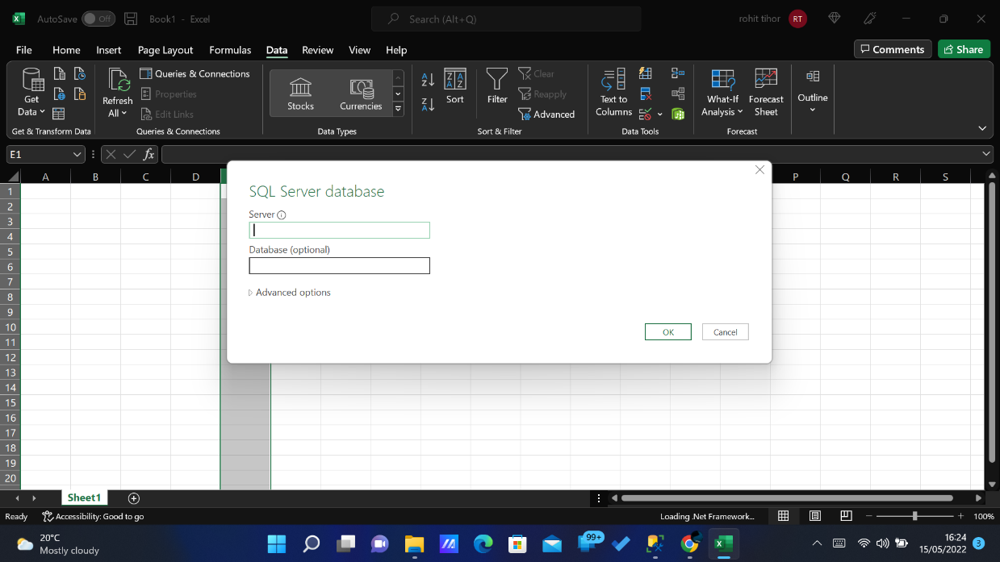 AutoSave Off Book1 - Excel Search (Alt+Q) rohit tihor RT
File Home Insert Page Layout Formulas Data Review View Help Comments Share
Get Data
Refresh All
Queries & Connections
Properties
Edit Links
Stocks
Currencies
Sort
Filter
Clear
Reapply
Advanced
Text to Columns
What-If Analysis
Forecast Sheet
Outline
Get & Transform Data Queries & Connections Data Types Sort & Filter Data Tools Forecast
E1 fx
A B C D P Q R S
SQL Server database
Server
Database (optional)
Advanced options
OK Cancel
1
2
3
4
5
6
7
8
9
10
11
12
13
14
15
16
17
18
19
20
Sheet1
Ready Accessibility: Good to go Loading .Net Framework... 100%
20°C
Mostly cloudy
99+
16:24
15/05/2022
3